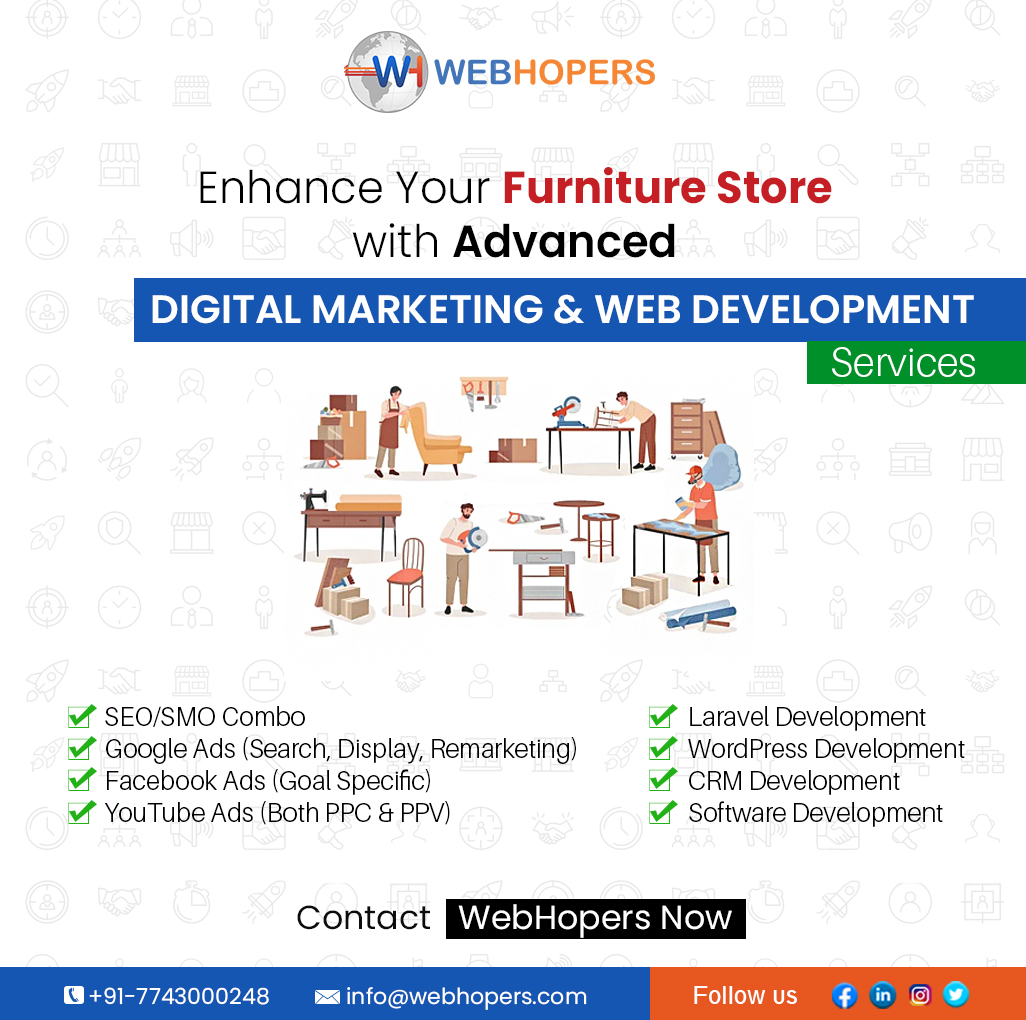 WH WEBHOPERS
Enhance Your Furniture Store
with Advanced
DIGITAL MARKETING & WEB DEVELOPMENT
Services
SEO/SMO Combo
Google Ads (Search, Display, Remarketing)
Facebook Ads (Goal Specific)
YouTube Ads (Both PPC & PPV)
Laravel Development
WordPress Development
CRM Development
Software Development
Contact WebHopers Now
+91-7743000248 info@webhopers.com Follow us